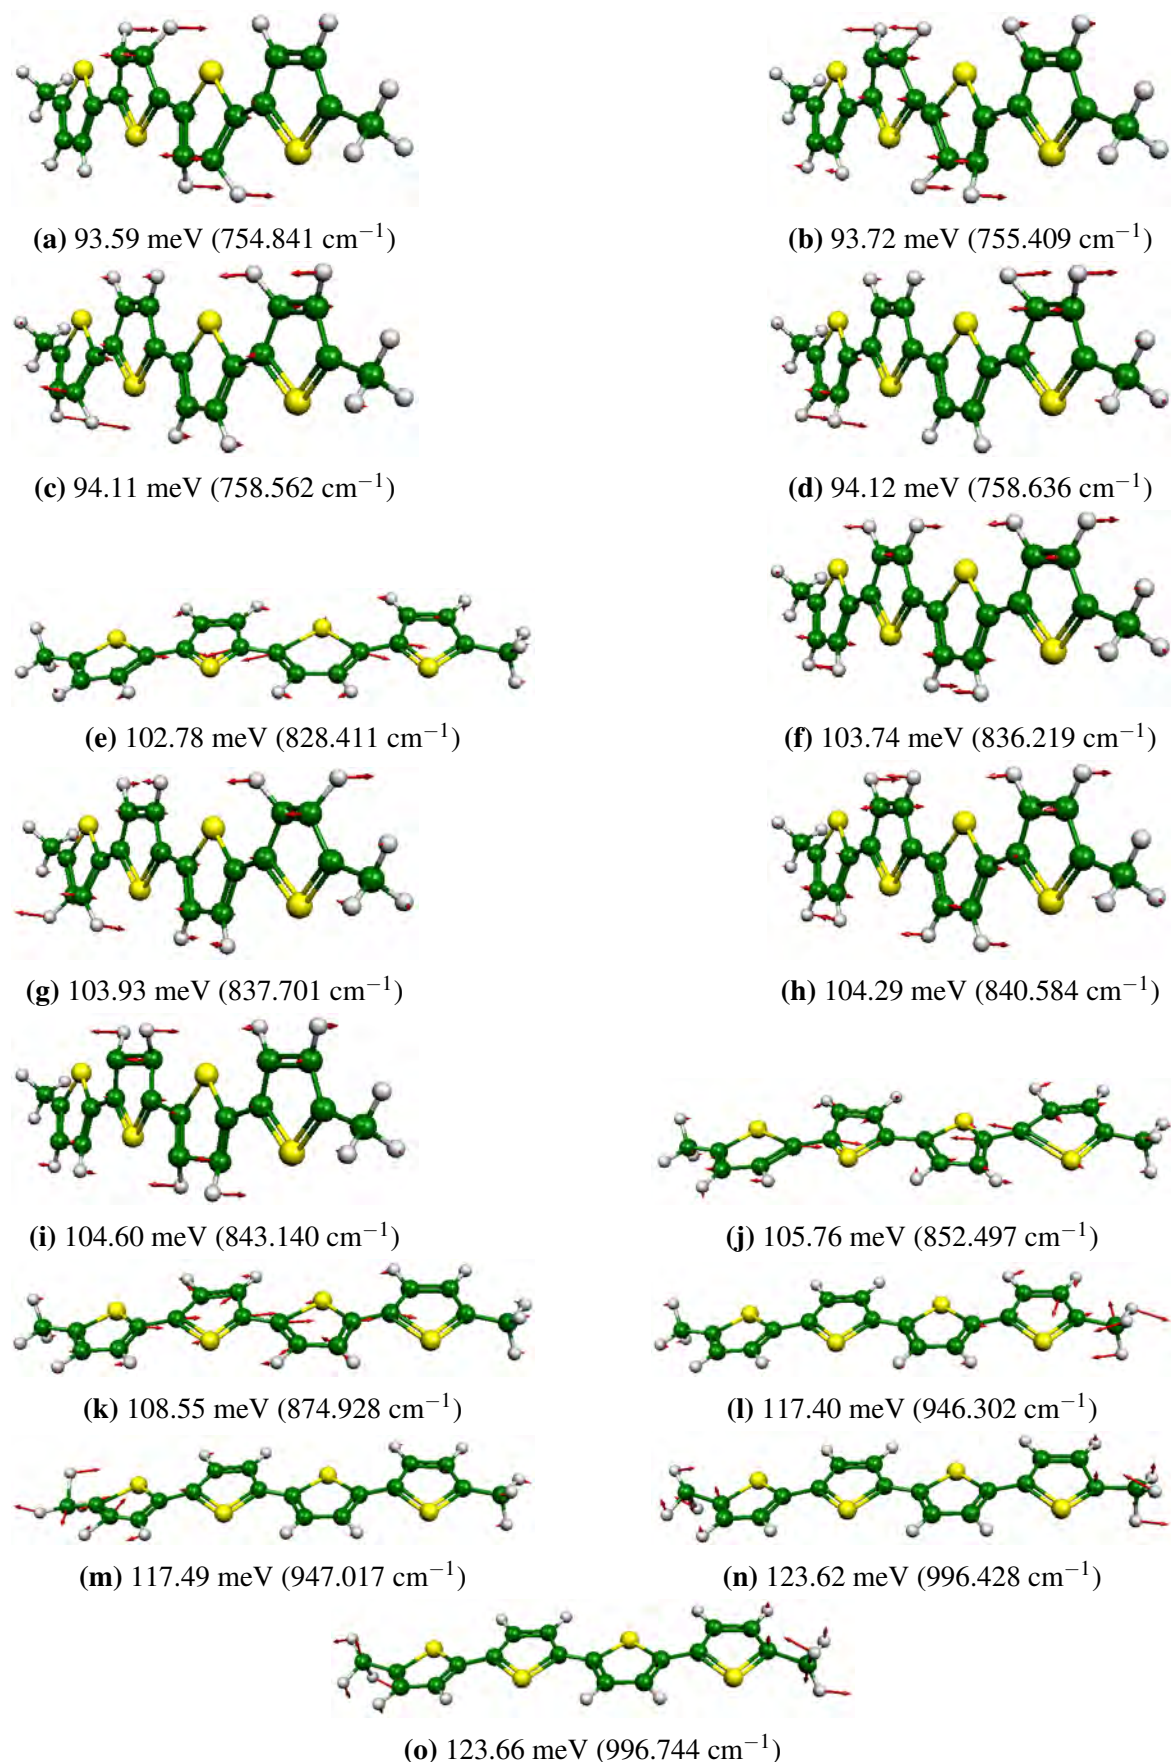 (a) 93.59 meV (754.841 cm⁻¹)
(b) 93.72 meV (755.409 cm⁻¹)
(c) 94.11 meV (758.562 cm⁻¹)
(d) 94.12 meV (758.636 cm⁻¹)
(e) 102.78 meV (828.411 cm⁻¹)
(f) 103.74 meV (836.219 cm⁻¹)
(g) 103.93 meV (837.701 cm⁻¹)
(h) 104.29 meV (840.584 cm⁻¹)
(i) 104.60 meV (843.140 cm⁻¹)
(j) 105.76 meV (852.497 cm⁻¹)
(k) 108.55 meV (874.928 cm⁻¹)
(l) 117.40 meV (946.302 cm⁻¹)
(m) 117.49 meV (947.017 cm⁻¹)
(n) 123.62 meV (996.428 cm⁻¹)
(o) 123.66 meV (996.744 cm⁻¹)